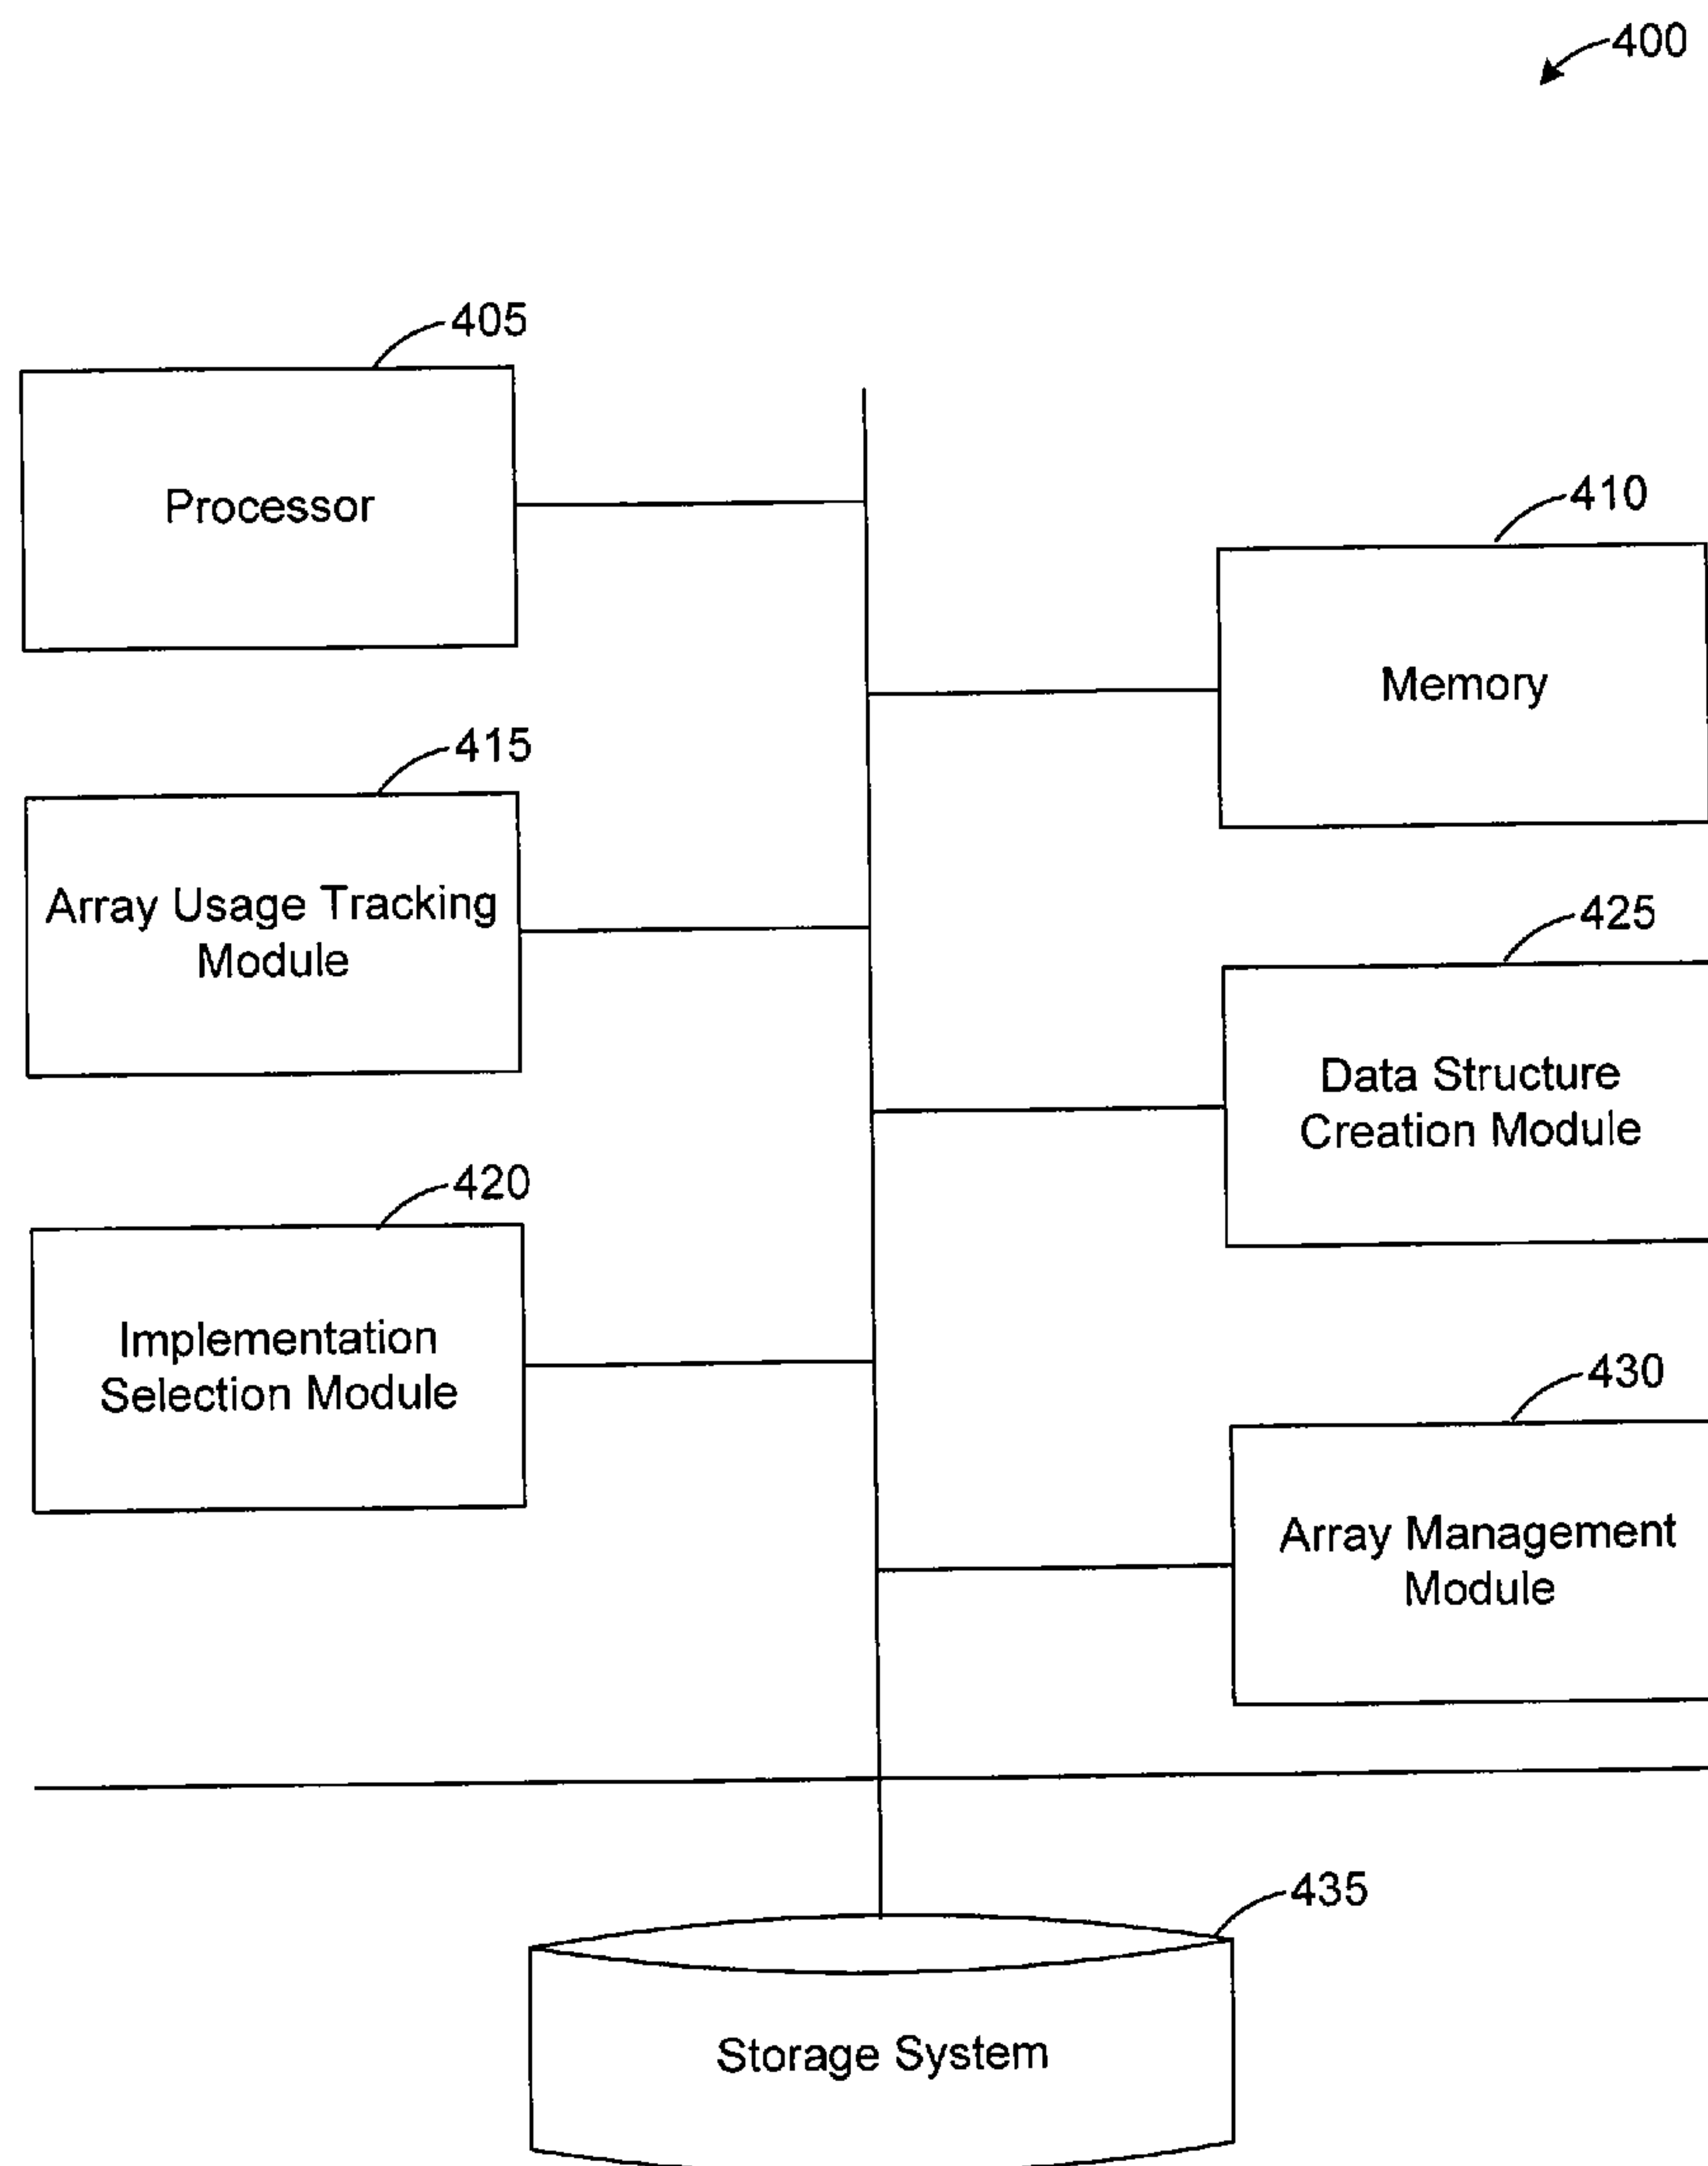 400
405
Processor
410
Memory
415
Array Usage Tracking
Module
425
Data Structure
Creation Module
420
Implementation
Selection Module
430
Array Management
Module
435
Storage System